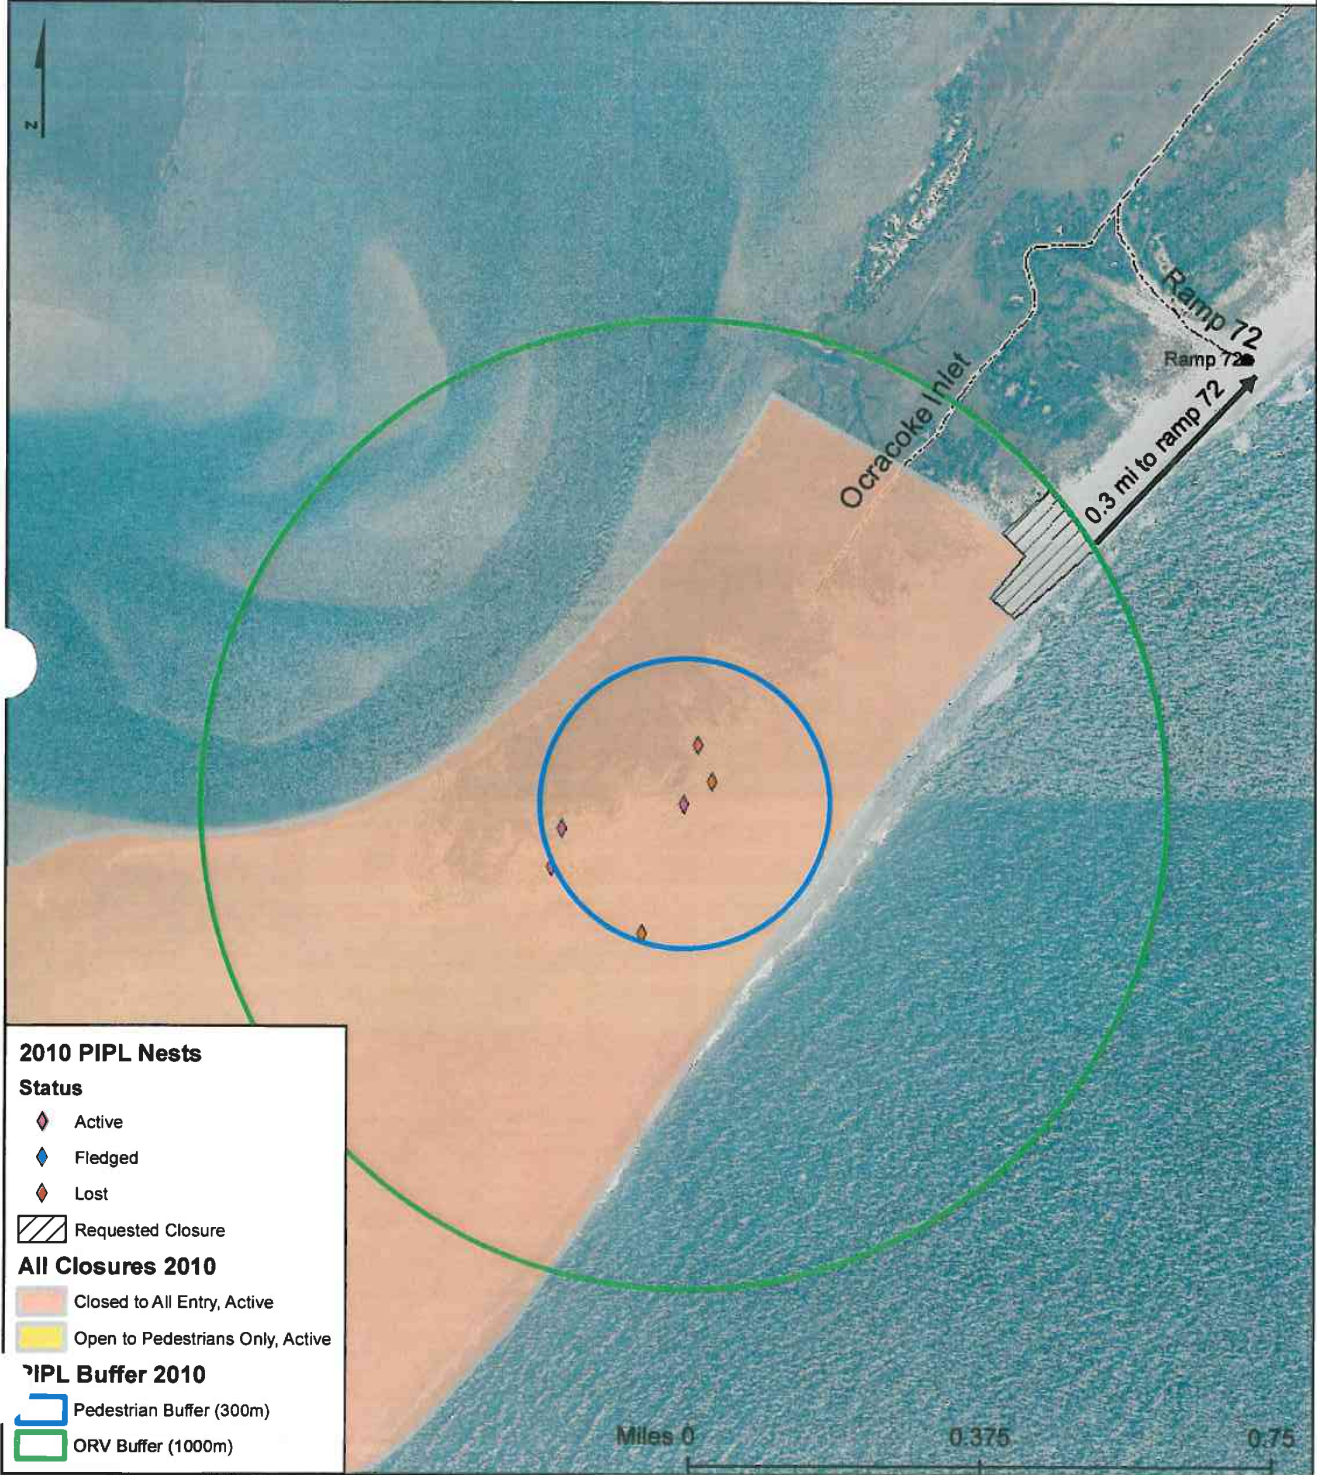 N
Ramp 72
Ramp 72
0.3 mi to ramp 72
Ocracoke Inlet
2010 PIPL Nests
Status
Active
Fledged
Lost
Requested Closure
All Closures 2010
Closed to All Entry, Active
Open to Pedestrians Only, Active
PIPL Buffer 2010
Pedestrian Buffer (300m)
ORV Buffer (1000m)
Miles 0 0.375 0.75